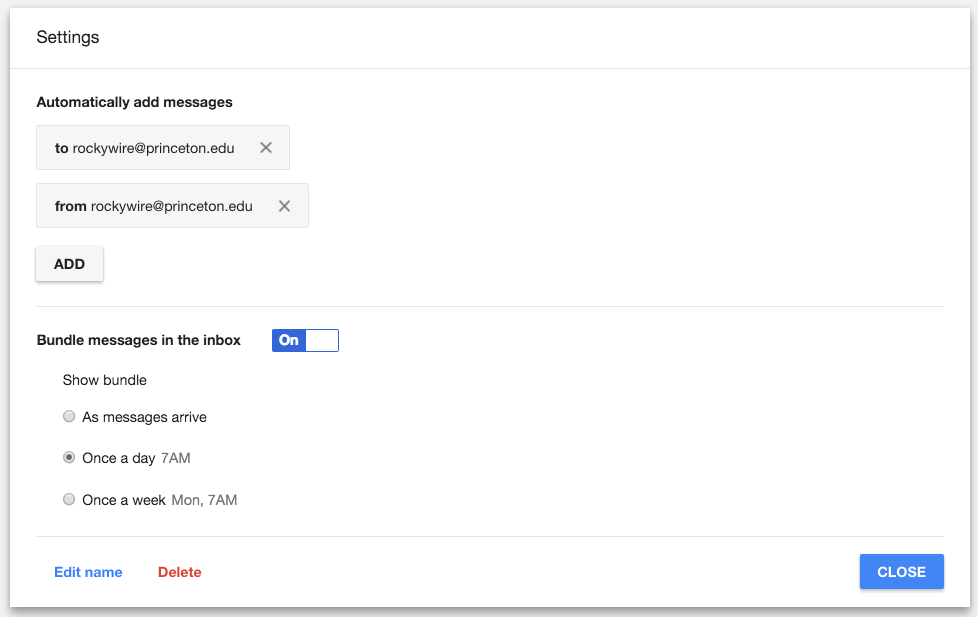 Settings
Automatically add messages
to rockywire@princeton.edu
from rockywire@princeton.edu
ADD
Bundle messages in the inbox On
Show bundle
As messages arrive
Once a day 7AM
Once a week Mon, 7AM
Edit name Delete CLOSE